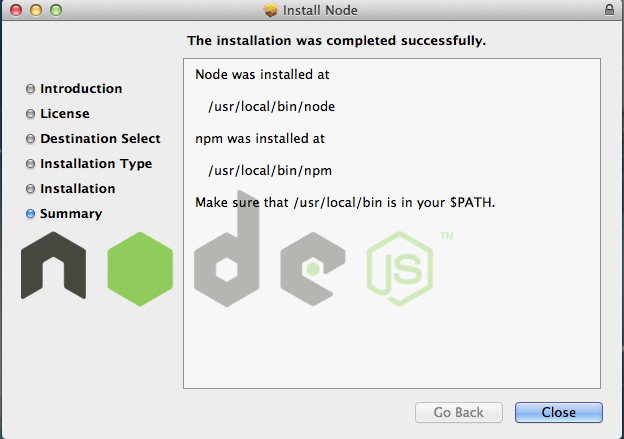 Install Node
The installation was completed successfully.
Introduction
License
Destination Select
Installation Type
Installation
Summary
Node was installed at
/usr/local/bin/node
npm was installed at
/usr/local/bin/npm
Make sure that /usr/local/bin is in your $PATH.
node
JS
TM
Go Back
Close